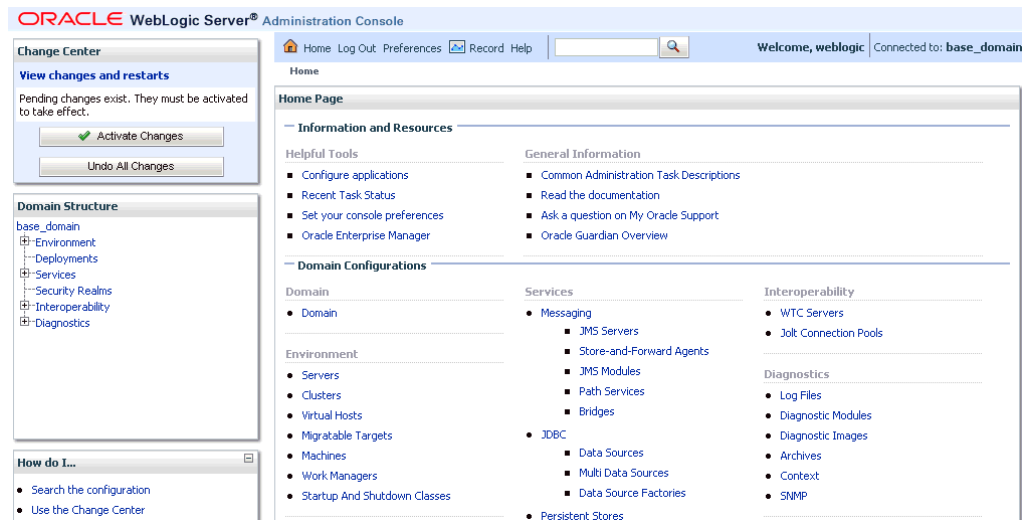 ORACLE WebLogic Server® Administration Console
Change Center
View changes and restarts
Pending changes exist. They must be activated
to take effect.
Activate Changes
Undo All Changes
Domain Structure
base_domain
Environment
Deployments
Services
Security Realms
Interoperability
Diagnostics
How do I...
Search the configuration
Use the Change Center
Home Log Out Preferences Record Help
Welcome, weblogic Connected to: base_domain
Home
Home Page
Information and Resources
Helpful Tools
Configure applications
Recent Task Status
Set your console preferences
Oracle Enterprise Manager
General Information
Common Administration Task Descriptions
Read the documentation
Ask a question on My Oracle Support
Oracle Guardian Overview
Domain Configurations
Domain
Domain
Environment
Servers
Clusters
Virtual Hosts
Migratable Targets
Machines
Work Managers
Startup And Shutdown Classes
Services
Messaging
JMS Servers
Store-and-Forward Agents
JMS Modules
Path Services
Bridges
JDBC
Data Sources
Multi Data Sources
Data Source Factories
Persistent Stores
Interoperability
WTC Servers
Jolt Connection Pools
Diagnostics
Log Files
Diagnostic Modules
Diagnostic Images
Archives
Context
SNMP